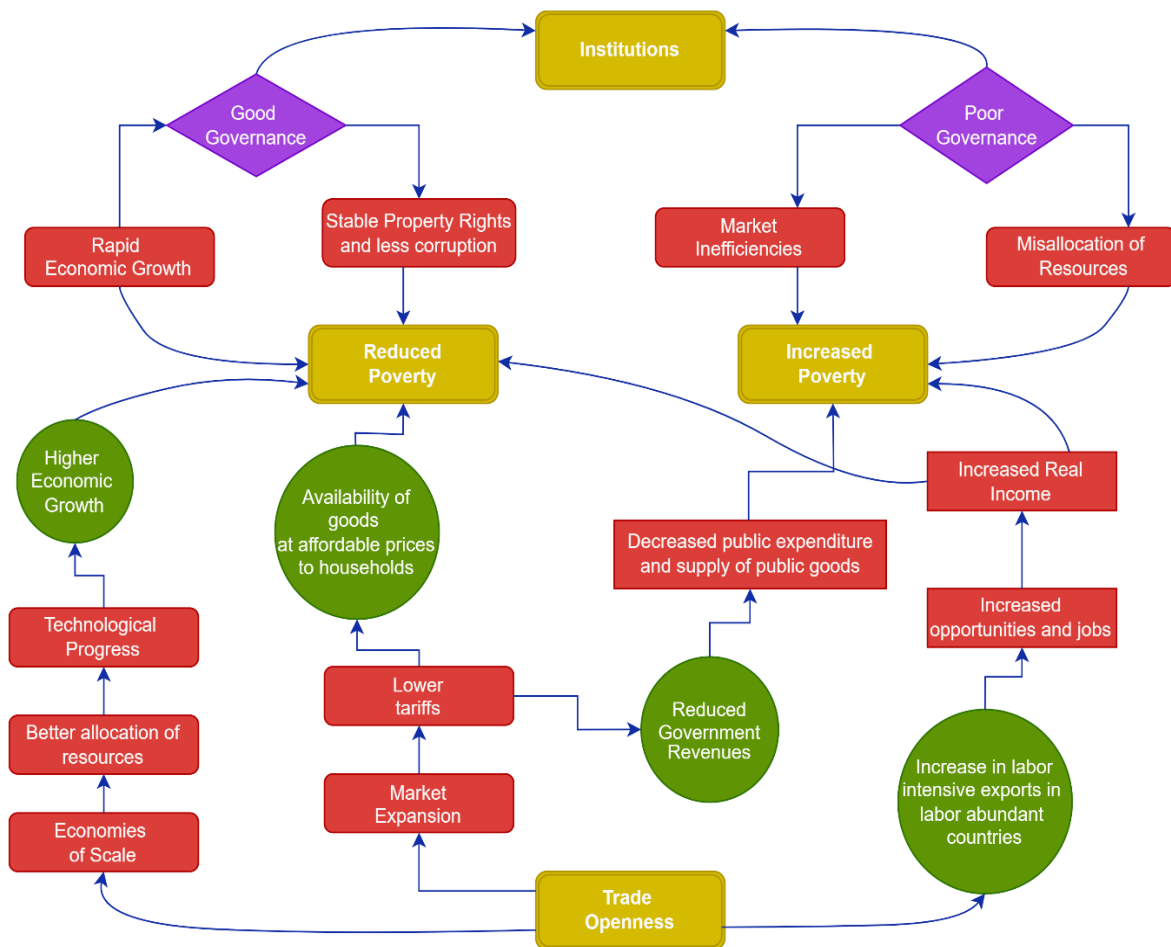 Institutions
Good
Governance
Poor
Governance
Stable Property Rights
and less corruption
Market
Inefficiencies
Rapid
Economic Growth
Misallocation of
Resources
Reduced
Poverty
Increased
Poverty
Higher
Economic
Growth
Availability of
goods
at affordable prices
to households
Increased Real
Income
Decreased public expenditure
and supply of public goods
Technological
Progress
Increased
opportunities and jobs
Lower
tariffs
Reduced
Government
Revenues
Better allocation of
resources
Market
Expansion
Increase in labor
intensive exports in
labor abundant
countries
Economies
of Scale
Trade
Openness